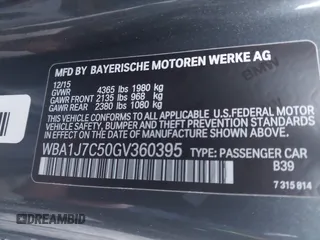 MFD BY BAYERISCHE MOTOREN WERKE AG
12/15
GVWR 4365 lbs 1980 kg
GAWR FRONT 2135 lbs 968 kg
GAWR REAR 2380 lbs 1080 kg
THIS VEHICLE CONFORMS TO ALL APPLICABLE
U.S. FEDERAL MOTOR VEHICLE SAFETY, BUMPER,
AND THEFT PREVENTION STANDARDS IN EFFECT
ON THE DATE OF MANUFACTURE SHOWN ABOVE.
WBA1J7C50GV360395 TYPE: PASSENGER CAR
B39
7 315 814
DREAMBID